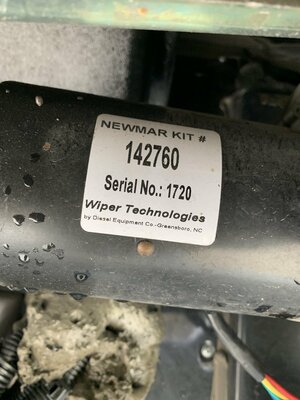 NEWMAR KIT #
142760
Serial No.: 1720
Wiper Technologies
by Diesel Equipment Co.-Greensboro, NC